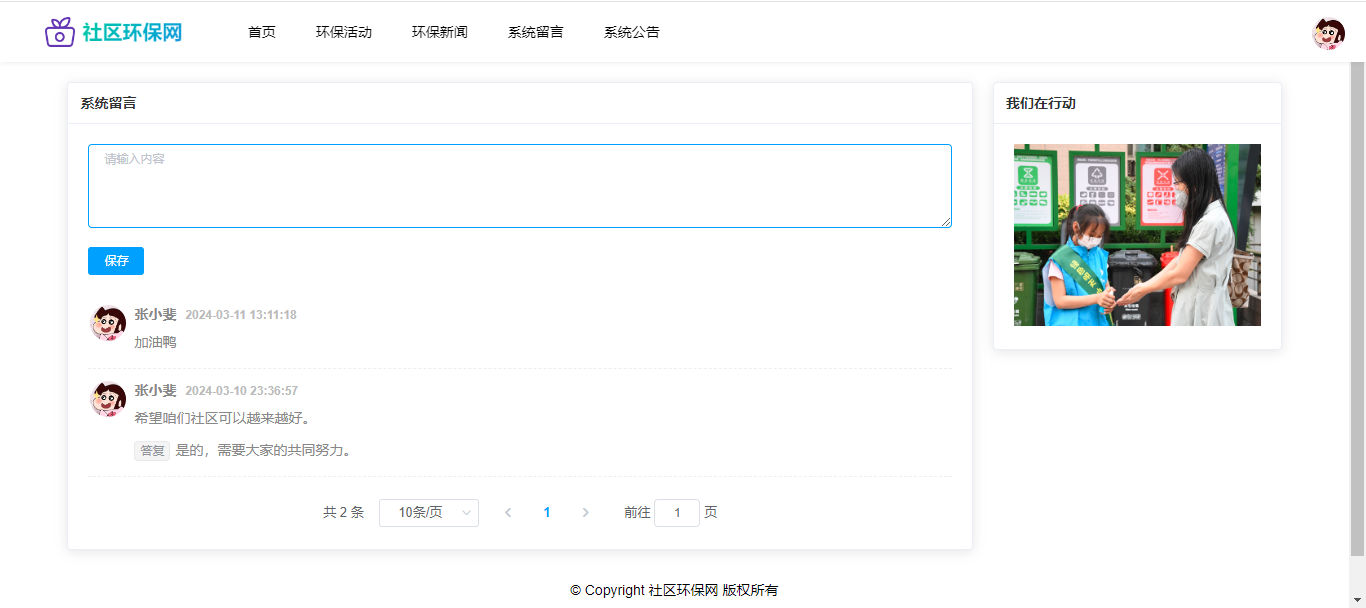 社区环保网 首页 环保活动 环保新闻 系统留言 系统公告
系统留言
请输入内容
保存
张小斐 2024-03-11 13:11:18
加油鸭
张小斐 2024-03-10 23:36:57
希望咱们社区可以越来越好。
答复 是的，需要大家的共同努力。
共 2 条 10条/页 1 前往 1 页
我们在行动
© Copyright 社区环保网 版权所有